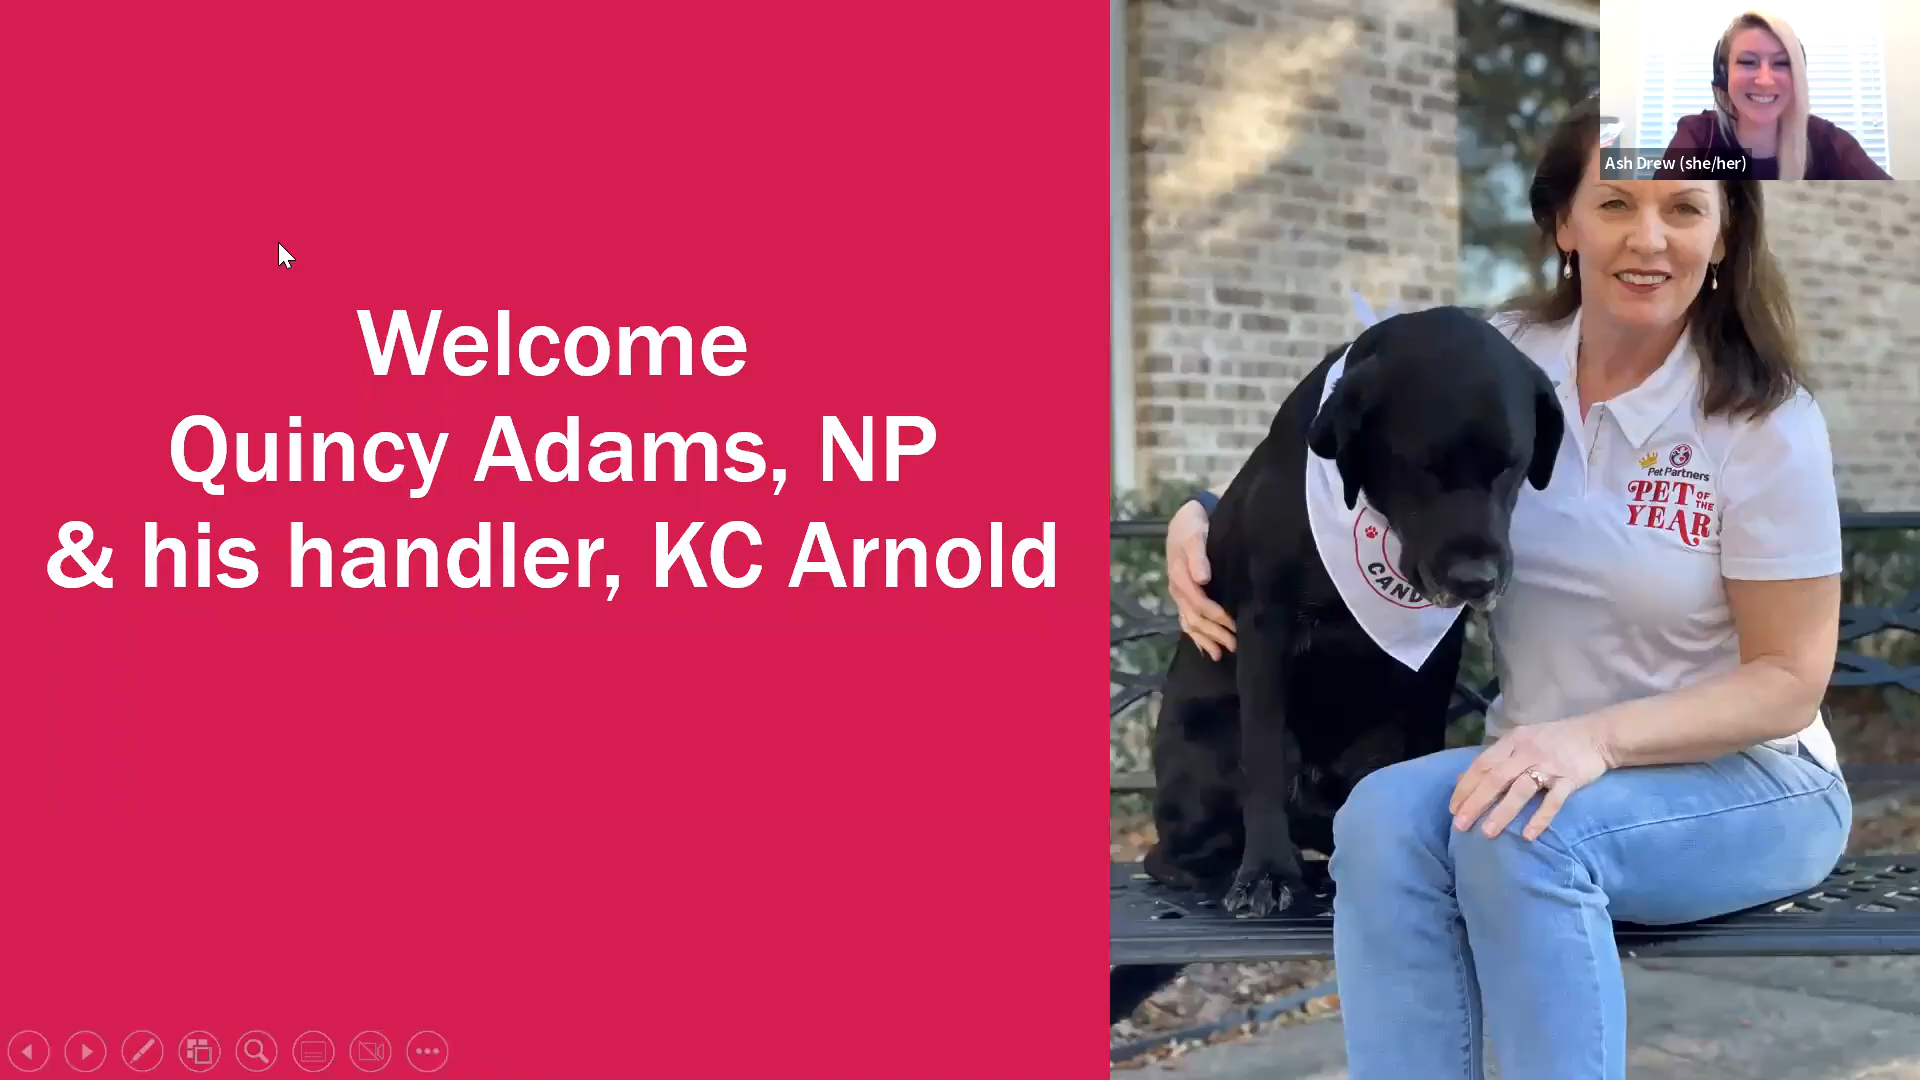 Welcome
Quincy Adams, NP
& his handler, KC Arnold
Ash Drew (she/her)
Pet Partners
PET OF THE
YEAR
CAND